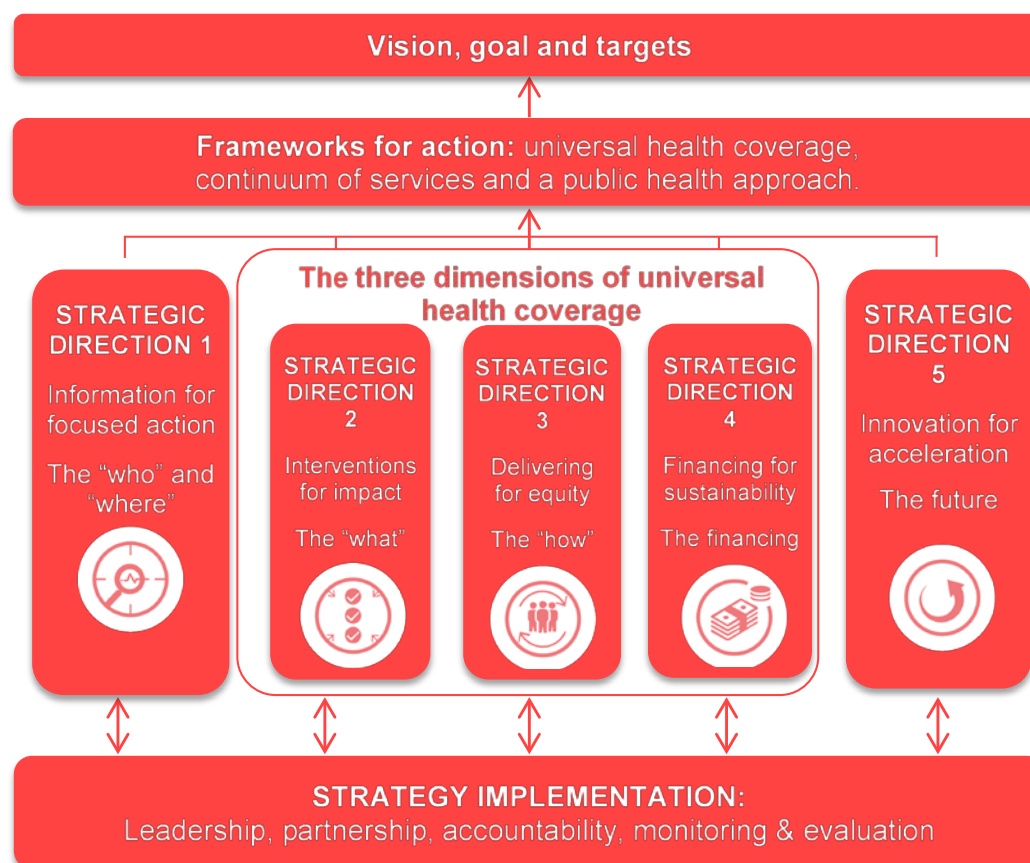 Vision, goal and targets
Frameworks for action: universal health coverage,
continuum of services and a public health approach.
The three dimensions of universal
health coverage
STRATEGIC
DIRECTION 1
Information for
focused action
The “who” and
“where”
STRATEGIC
DIRECTION
2
Interventions
for impact
The “what”
STRATEGIC
DIRECTION
3
Delivering
for equity
The “how”
STRATEGIC
DIRECTION
4
Financing for
sustainability
The financing
STRATEGIC
DIRECTION
5
Innovation for
acceleration
The future
STRATEGY IMPLEMENTATION:
Leadership, partnership, accountability, monitoring & evaluation